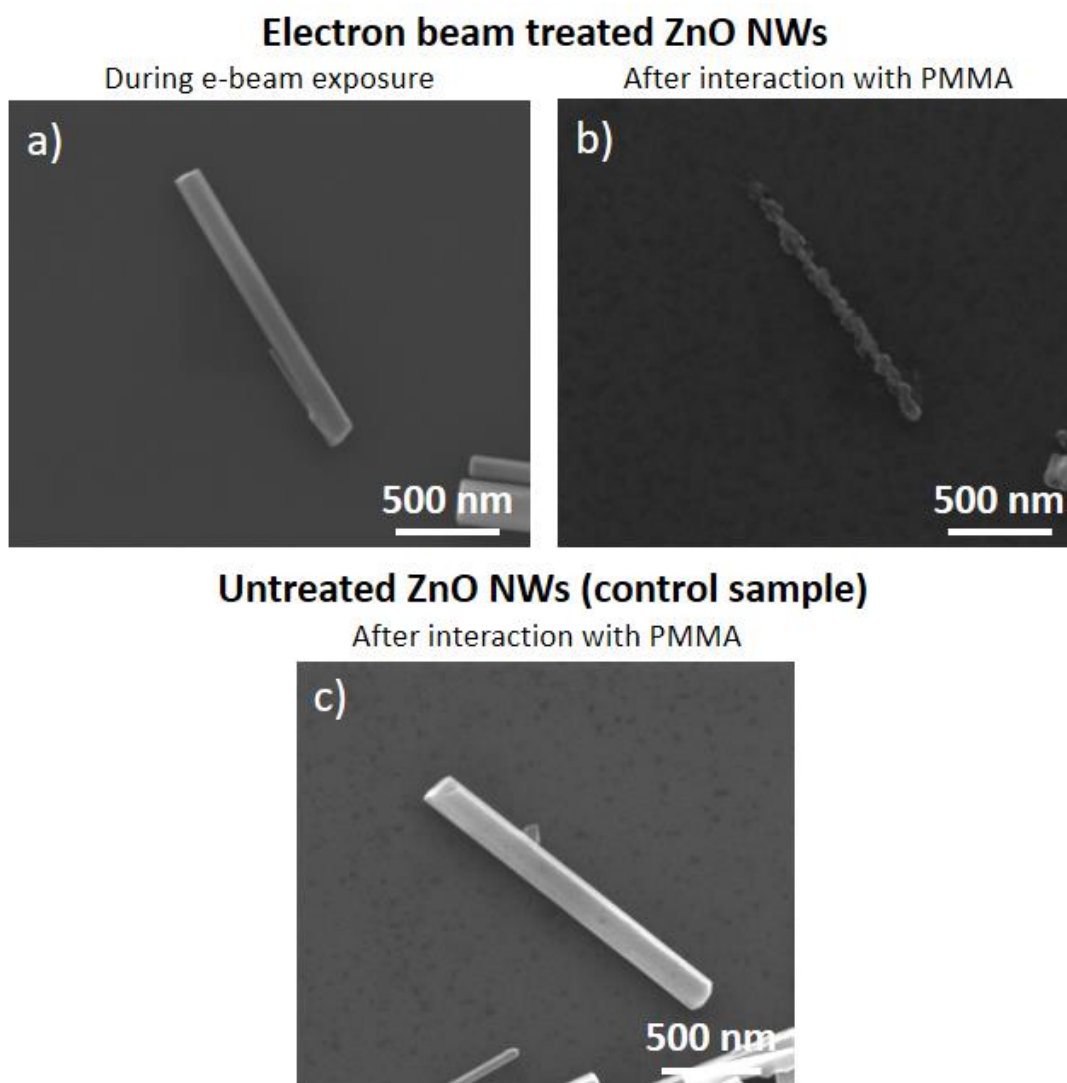 Electron beam treated ZnO NWs
During e-beam exposure
After interaction with PMMA
a)
b)
500 nm
500 nm
Untreated ZnO NWs (control sample)
After interaction with PMMA
c)
500 nm